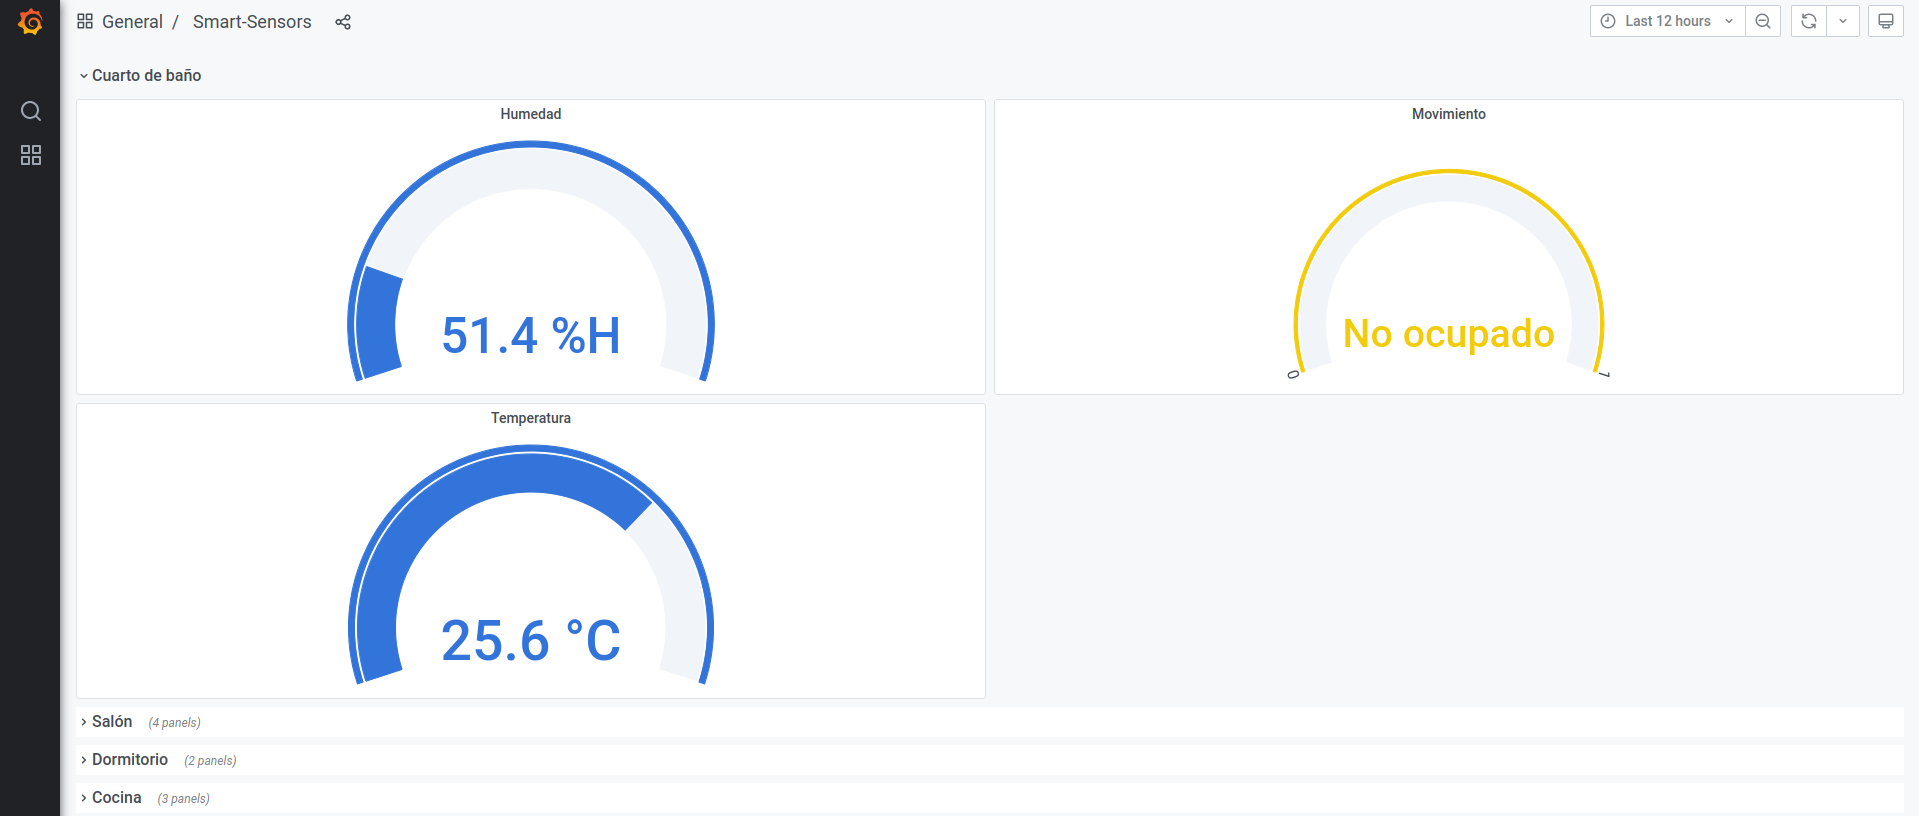 General / Smart-Sensors
Last 12 hours
Cuarto de baño
Humedad
51.4 %H
Movimiento
No ocupado
0
1
Temperatura
25.6 °C
Salón (4 panels)
Dormitorio (2 panels)
Cocina (3 panels)